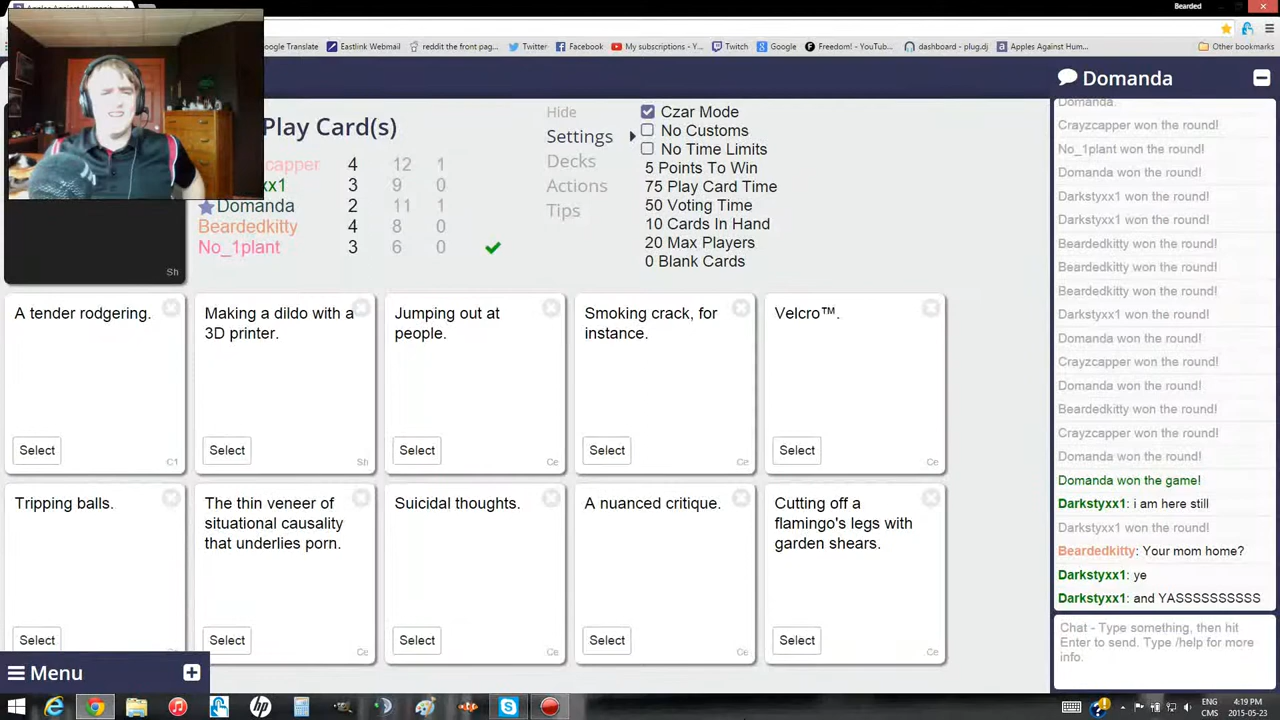 Bearded
Google Translate
Eastlink Webmail
reddit the front pag...
Twitter
Facebook
My subscriptions - ...
Twitch
Google
Freedom! - YouTub...
dashboard - plug.dj
Apples Against Hum...
Other bookmarks
Play Card(s)
capper 4 12 1
xx1 3 9 0
Domanda 2 11 1
Beardedkitty 4 8 0
No_1plant 3 6 0
Hide
Settings
Decks
Actions
Tips
Czar Mode
No Customs
No Time Limits
5 Points To Win
75 Play Card Time
50 Voting Time
10 Cards In Hand
20 Max Players
0 Blank Cards
Sh
A tender rodgering.
Select
C1
Making a dildo with a
3D printer.
Select
Sh
Jumping out at
people.
Select
Ce
Smoking crack, for
instance.
Select
Ce
Velcro™.
Select
Ce
Tripping balls.
Select
The thin veneer of
situational causality
that underlies porn.
Select
Ce
Suicidal thoughts.
Select
Ce
A nuanced critique.
Select
Ce
Cutting off a
flamingo's legs with
garden shears.
Select
Ce
Menu
Domanda
Domanda.
Crayzcapper won the round!
No_1plant won the round!
Domanda won the round!
Darkstyxx1 won the round!
Darkstyxx1 won the round!
Beardedkitty won the round!
Beardedkitty won the round!
Beardedkitty won the round!
Darkstyxx1 won the round!
Domanda won the round!
Crayzcapper won the round!
Domanda won the round!
Beardedkitty won the round!
Crayzcapper won the round!
Domanda won the round!
Domanda won the game!
Darkstyxx1: i am here still
Darkstyxx1 won the round!
Beardedkitty: Your mom home?
Darkstyxx1: ye
Darkstyxx1: and YASSSSSSSSSS
Chat - Type something, then hit
Enter to send. Type /help for more
info.
ENG
CMS
4:19 PM
2015-05-23